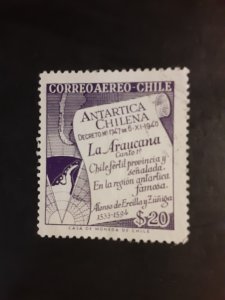 CORREO AEREO - CHILE
ANTARTICA
CHILENA
DECRETO Nº 1747 DE 6-XI-1940
La Araucana
Canto 1º
Chile fértil provincia y
señalada.
En la región antártica
famosa.
Alonso de Ercilla y Zúñiga
1533-1594
$20
CASA DE MONEDA DE CHILE